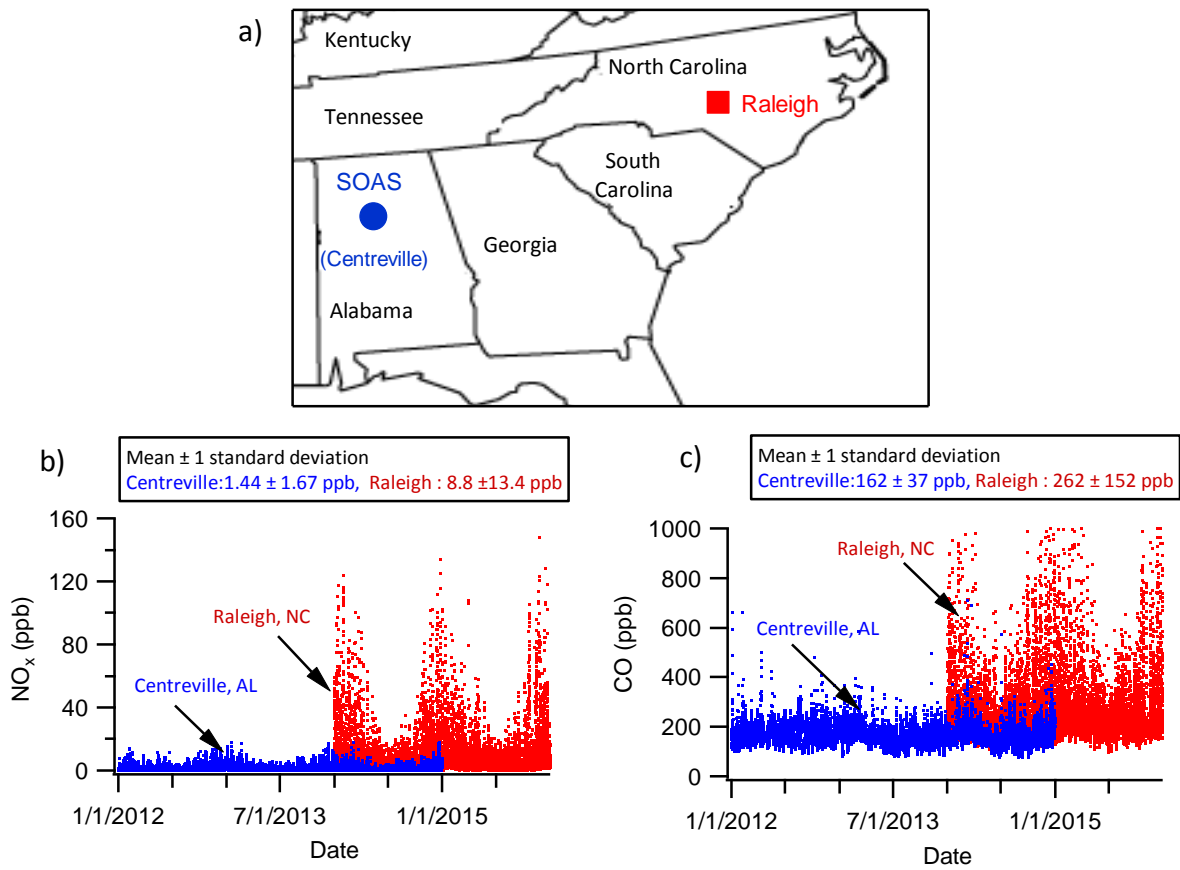 a)
Kentucky
North Carolina
Raleigh
Tennessee
South
Carolina
SOAS
(Centreville)
Georgia
Alabama
b)
Mean ± 1 standard deviation
Centreville:1.44 ± 1.67 ppb, Raleigh : 8.8 ±13.4 ppb
NOx (ppb)
160
120
80
40
0
Raleigh, NC
Centreville, AL
1/1/2012
7/1/2013
1/1/2015
Date
c)
Mean ± 1 standard deviation
Centreville:162 ± 37 ppb, Raleigh : 262 ± 152 ppb
CO (ppb)
1000
800
600
400
200
0
Raleigh, NC
Centreville, AL
1/1/2012
7/1/2013
1/1/2015
Date